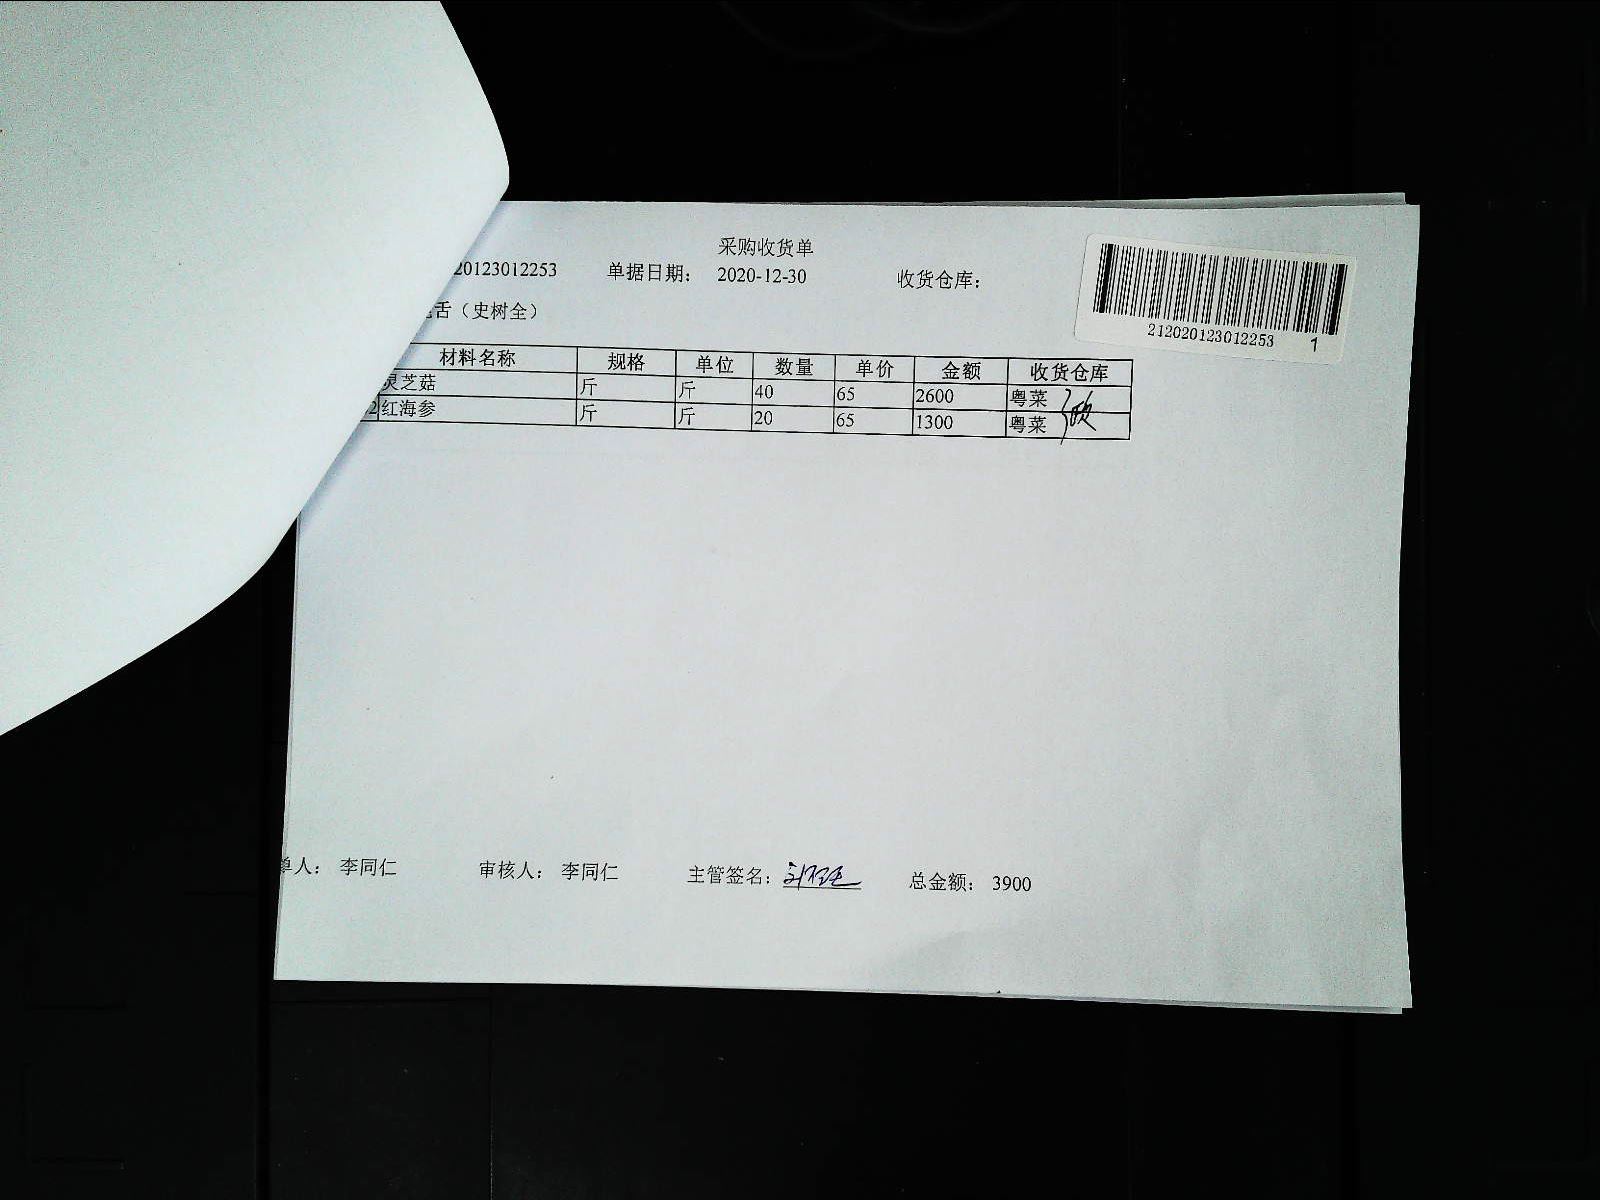 采购收货单
20123012253 单据日期： 2020-12-30 收货仓库：
舌（史树全）
212020123012253 1
材料名称 规格 单位 数量 单价 金额 收货仓库
灵芝菇 斤 斤 40 65 2600 粤菜
2 红海参 斤 斤 20 65 1300 粤菜
单人： 李同仁 审核人： 李同仁 主管签名： 总金额： 3900